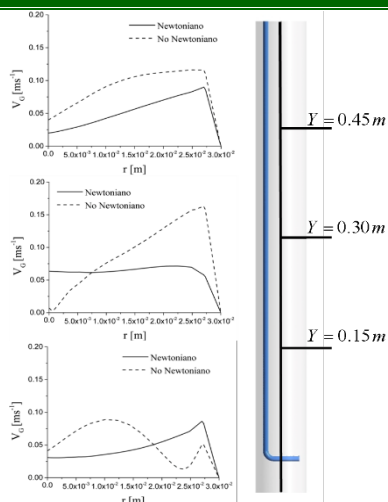 0.20
Newtoniano
No Newtoniano
0.15
0.10
0.05
0.00
V_G [ms⁻¹]
0.0 5.0x10⁻³ 1.0x10⁻² 1.5x10⁻² 2.0x10⁻² 2.5x10⁻² 3.0x10⁻²
r [m]
0.20
Newtoniano
No Newtoniano
0.15
0.10
0.05
0.00
V_G [ms⁻¹]
0.0 5.0x10⁻³ 1.0x10⁻² 1.5x10⁻² 2.0x10⁻² 2.5x10⁻² 3.0x10⁻²
r [m]
0.20
Newtoniano
No Newtoniano
0.15
0.10
0.05
0.00
V_G [ms⁻¹]
0.0 5.0x10⁻³ 1.0x10⁻² 1.5x10⁻² 2.0x10⁻² 2.5x10⁻² 3.0x10⁻²
r [m]
Y = 0.45 m
Y = 0.30 m
Y = 0.15 m